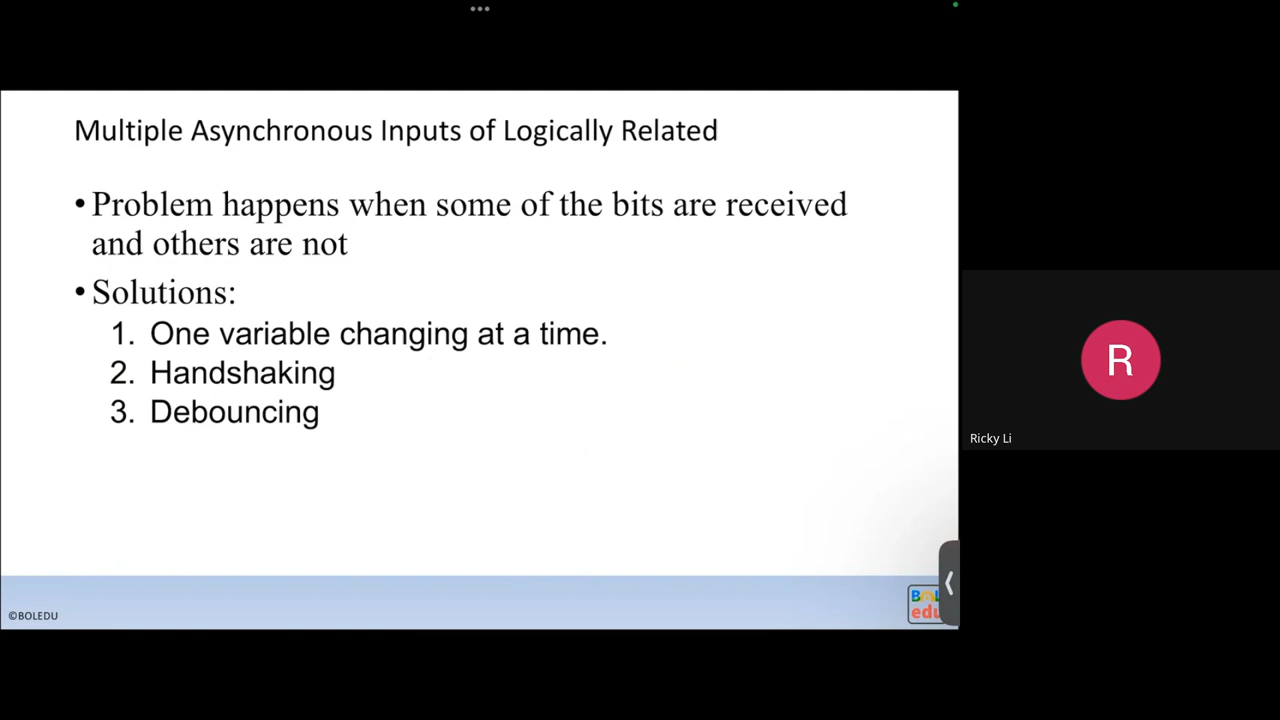 Multiple Asynchronous Inputs of Logically Related
• Problem happens when some of the bits are received
and others are not
• Solutions:
1. One variable changing at a time.
2. Handshaking
3. Debouncing
R
Ricky Li
©BOLEDU
edu